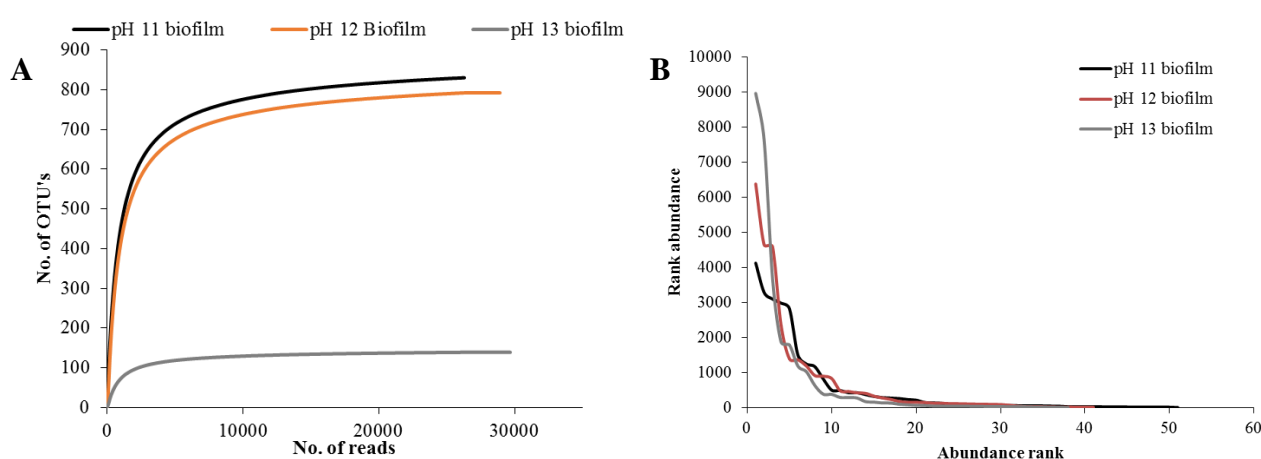 A
pH 11 biofilm pH 12 Biofilm pH 13 biofilm
900
800
700
600
500
400
300
200
100
0
No. of OTU's
0 10000 20000 30000
No. of reads
B
pH 11 biofilm
pH 12 biofilm
pH 13 biofilm
10000
9000
8000
7000
6000
5000
4000
3000
2000
1000
0
Rank abundance
0 10 20 30 40 50 60
Abundance rank